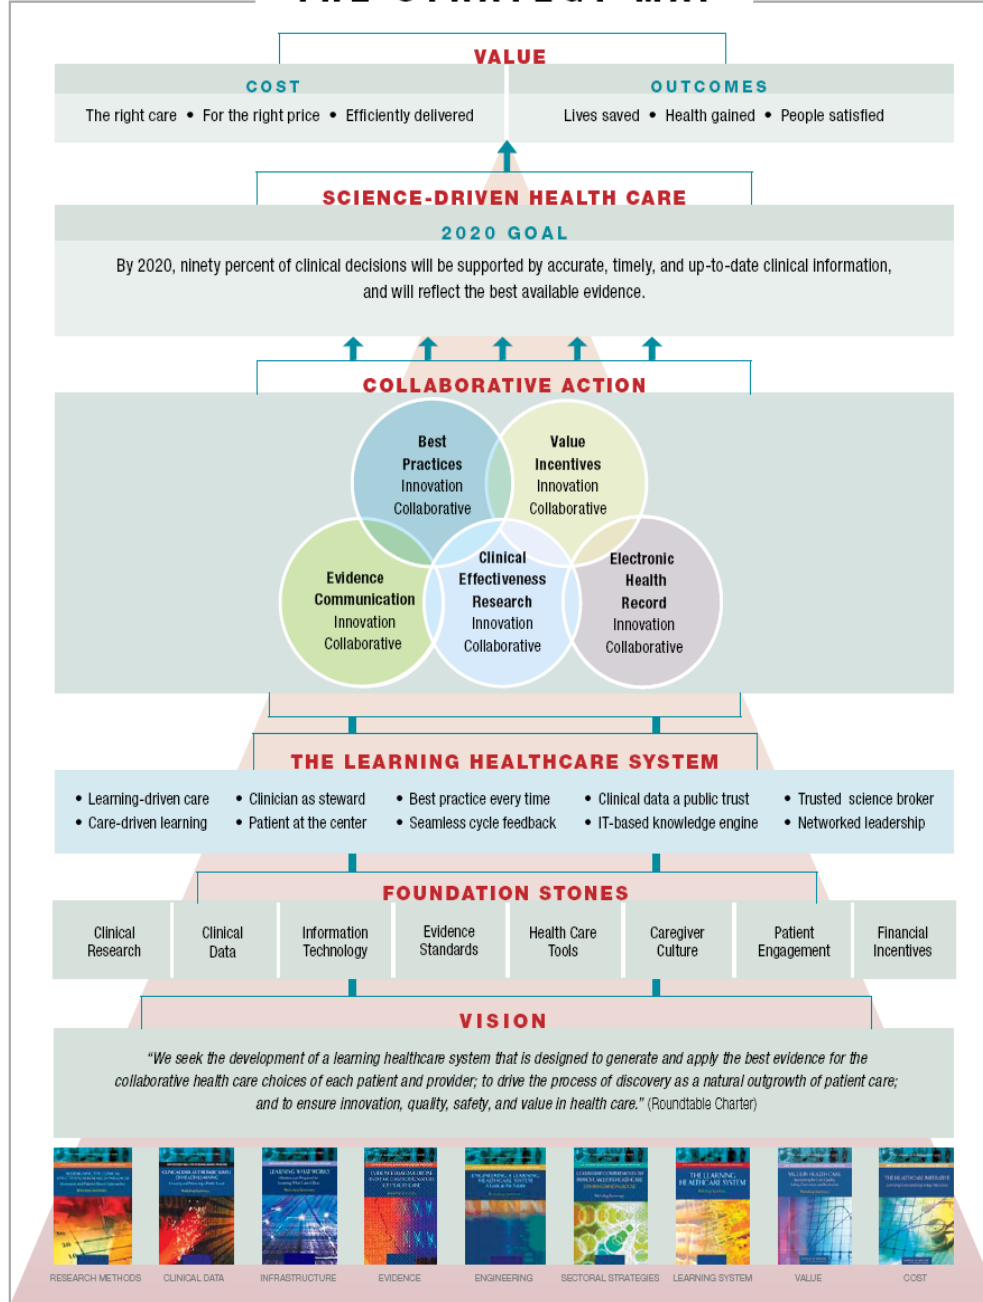 THE STRATEGY MAP
VALUE
COST
The right care • For the right price • Efficiently delivered
OUTCOMES
Lives saved • Health gained • People satisfied
SCIENCE-DRIVEN HEALTH CARE
2020 GOAL
By 2020, ninety percent of clinical decisions will be supported by accurate, timely, and up-to-date clinical information,
and will reflect the best available evidence.
COLLABORATIVE ACTION
Best
Practices
Innovation
Collaborative
Value
Incentives
Innovation
Collaborative
Evidence
Communication
Innovation
Collaborative
Clinical
Effectiveness
Research
Innovation
Collaborative
Electronic
Health
Record
Innovation
Collaborative
THE LEARNING HEALTHCARE SYSTEM
• Learning-driven care
• Care-driven learning
• Clinician as steward
• Patient at the center
• Best practice every time
• Seamless cycle feedback
• Clinical data a public trust
• IT-based knowledge engine
• Trusted science broker
• Networked leadership
FOUNDATION STONES
Clinical
Research
Clinical
Data
Information
Technology
Evidence
Standards
Health Care
Tools
Caregiver
Culture
Patient
Engagement
Financial
Incentives
VISION
“We seek the development of a learning healthcare system that is designed to generate and apply the best evidence for the
collaborative health care choices of each patient and provider; to drive the process of discovery as a natural outgrowth of patient care;
and to ensure innovation, quality, safety, and value in health care.” (Roundtable Charter)
LEARNING WHAT WORKS
THE LEARNING
HEALTHCARE SYSTEM
RESEARCH METHODS
CLINICAL DATA
INFRASTRUCTURE
EVIDENCE
ENGINEERING
SECTORAL STRATEGIES
LEARNING SYSTEM
VALUE
COST